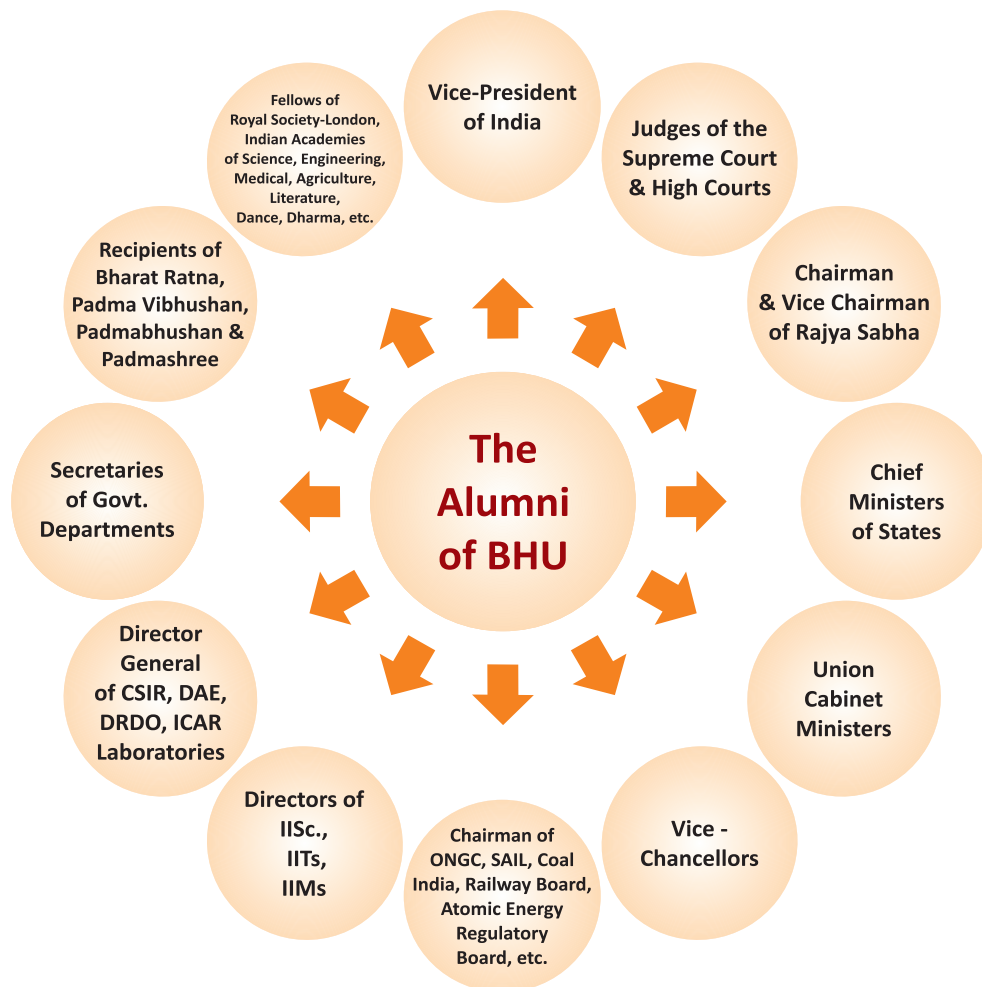 The
Alumni
of BHU
Vice-President
of India
Judges of the
Supreme Court
& High Courts
Chairman
& Vice Chairman
of Rajya Sabha
Chief
Ministers
of States
Union
Cabinet
Ministers
Vice -
Chancellors
Chairman of
ONGC, SAIL, Coal
India, Railway Board,
Atomic Energy
Regulatory
Board, etc.
Directors of
IISc.,
IITs,
IIMs
Director
General
of CSIR, DAE,
DRDO, ICAR
Laboratories
Secretaries
of Govt.
Departments
Recipients of
Bharat Ratna,
Padma Vibhushan,
Padmabhushan &
Padmashree
Fellows of
Royal Society-London,
Indian Academies
of Science, Engineering,
Medical, Agriculture,
Literature,
Dance, Dharma, etc.